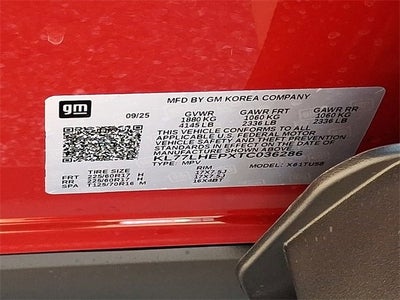 gm
MFD BY GM KOREA COMPANY
09/25 GVWR GAWR FRT GAWR RR
1880 KG 1060 KG 1060 KG
4145 LB 2336 LB 2336 LB
THIS VEHICLE CONFORMS TO ALL
APPLICABLE U.S. FEDERAL MOTOR
VEHICLE SAFETY AND THEFT PREVENTION
STANDARDS IN EFFECT ON THE DATE OF
MANUFACTURE SHOWN ABOVE.
KL77LHEPXTC036286
TYPE: MPV MODEL: X61TUS8
TIRE SIZE RIM
FRT 225/60R17 H 17X7.5J
RR 225/60R17 H 17X7.5J
SPA T125/70R16 M 16X4BT